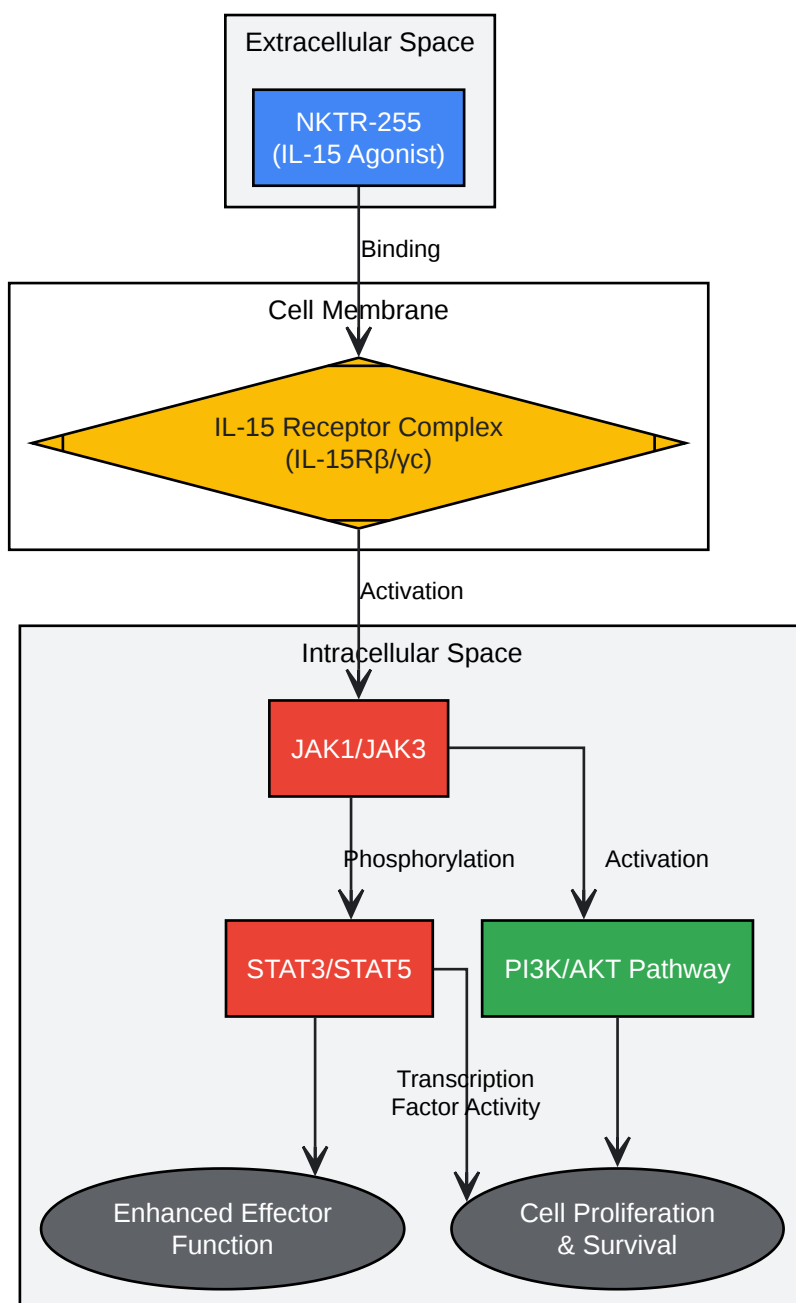 Extracellular Space
NKTR-255
(IL-15 Agonist)
Binding
Cell Membrane
IL-15 Receptor Complex
(IL-15Rβ/γc)
Activation
Intracellular Space
JAK1/JAK3
Phosphorylation
Activation
STAT3/STAT5
PI3K/AKT Pathway
Transcription
Factor Activity
Enhanced Effector
Function
Cell Proliferation
& Survival